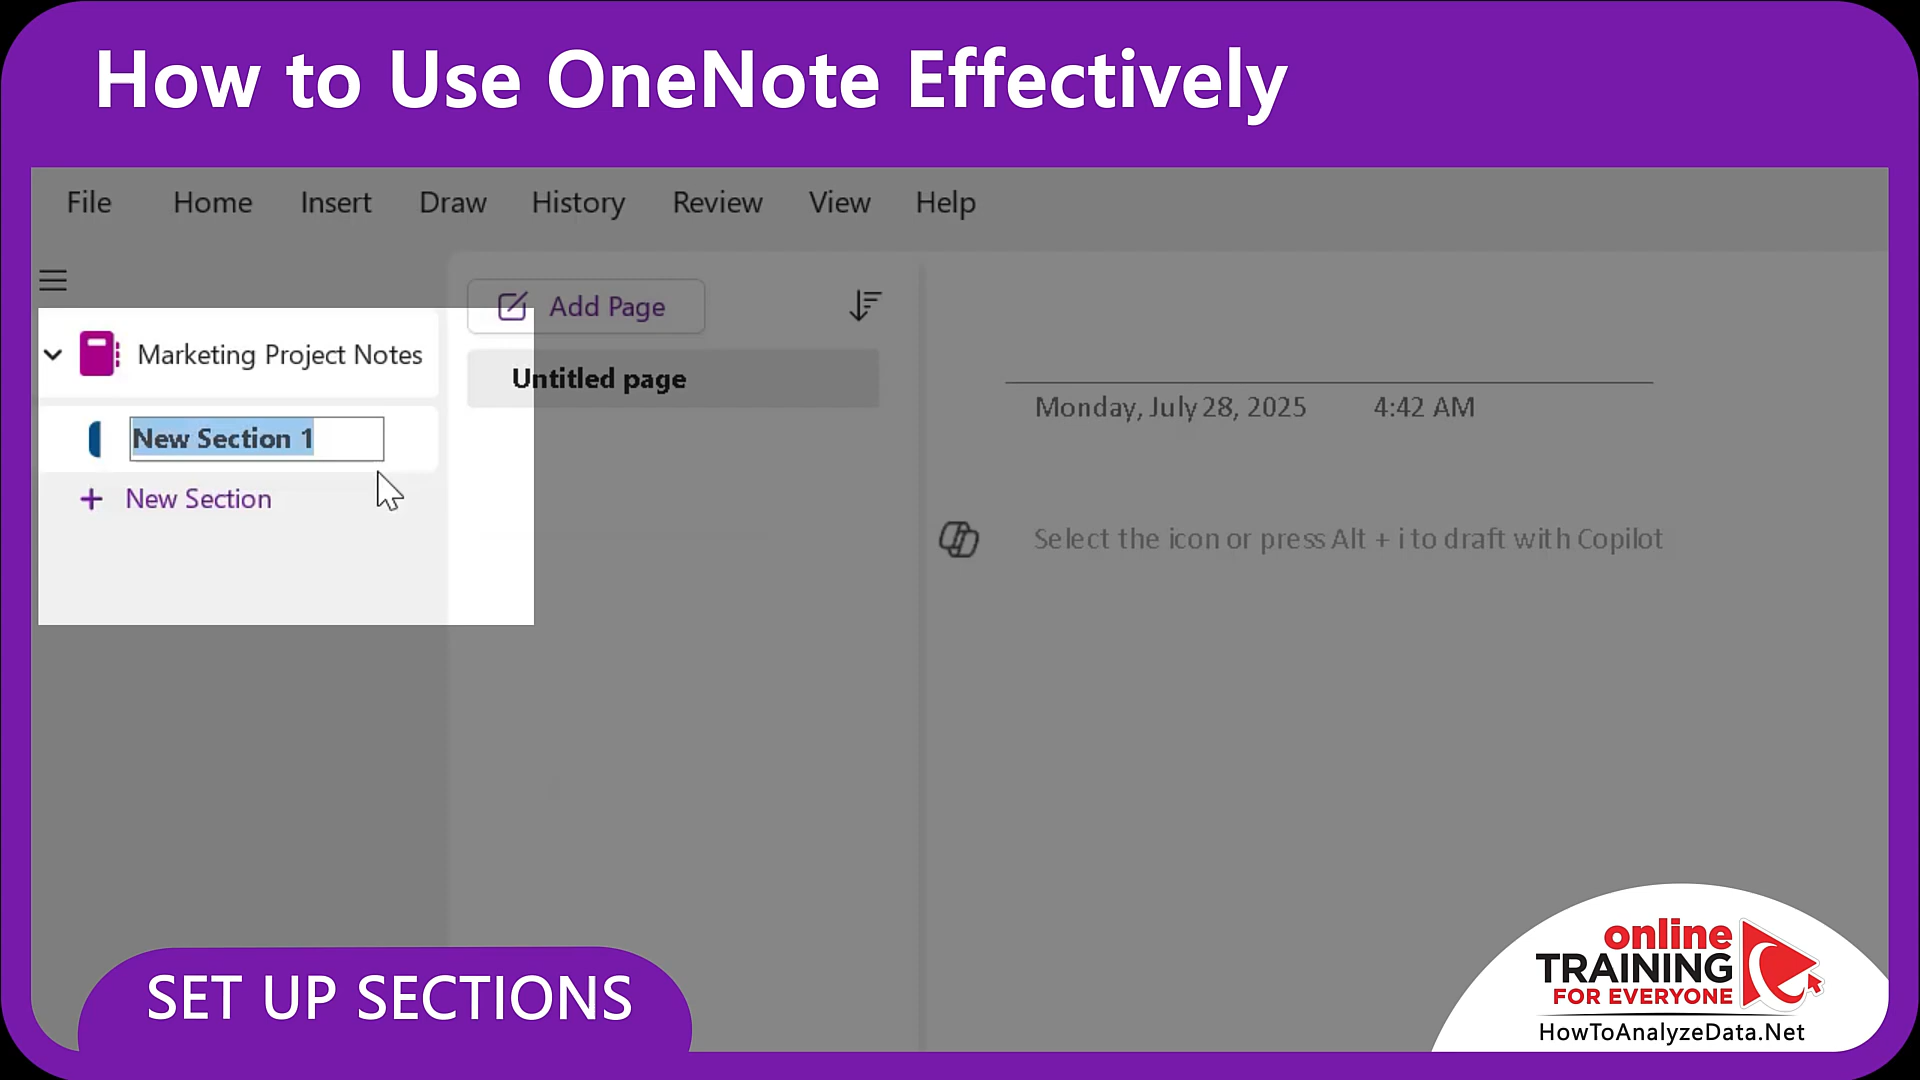 How to Use OneNote Effectively
File Home Insert Draw History Review View Help
Add Page
Marketing Project Notes
Untitled page
New Section 1
+ New Section
Monday, July 28, 2025 4:42 AM
Select the icon or press Alt + i to draft with Copilot
SET UP SECTIONS
online
TRAINING
FOR EVERYONE
HowToAnalyzeData.Net